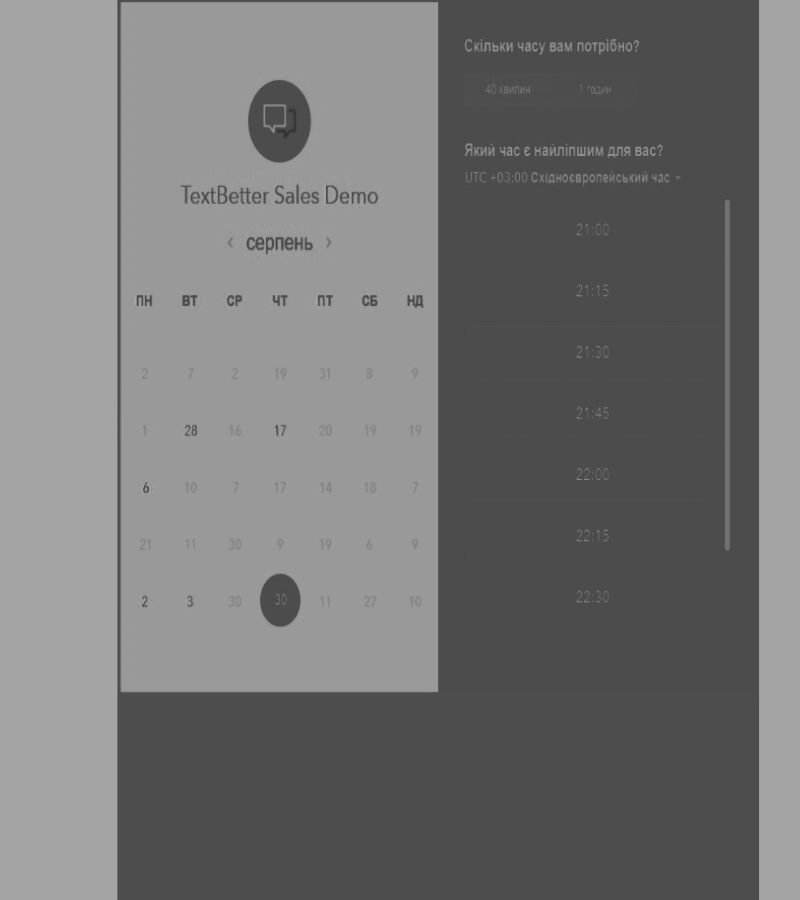 TextBetter Sales Demo
серпень
ПН ВТ СР ЧТ ПТ СБ НД
2 7 2 19 31 8 9
1 28 16 17 20 19 19
6 10 7 17 14 18 7
21 11 30 9 19 6 9
2 3 30 30 11 27 10
Скільки часу вам потрібно?
40 хвилин 1 годин
Який час є найліпшим для вас?
UTC +03:00 Східноєвропейський час
21:00
21:15
21:30
21:45
22:00
22:15
22:30